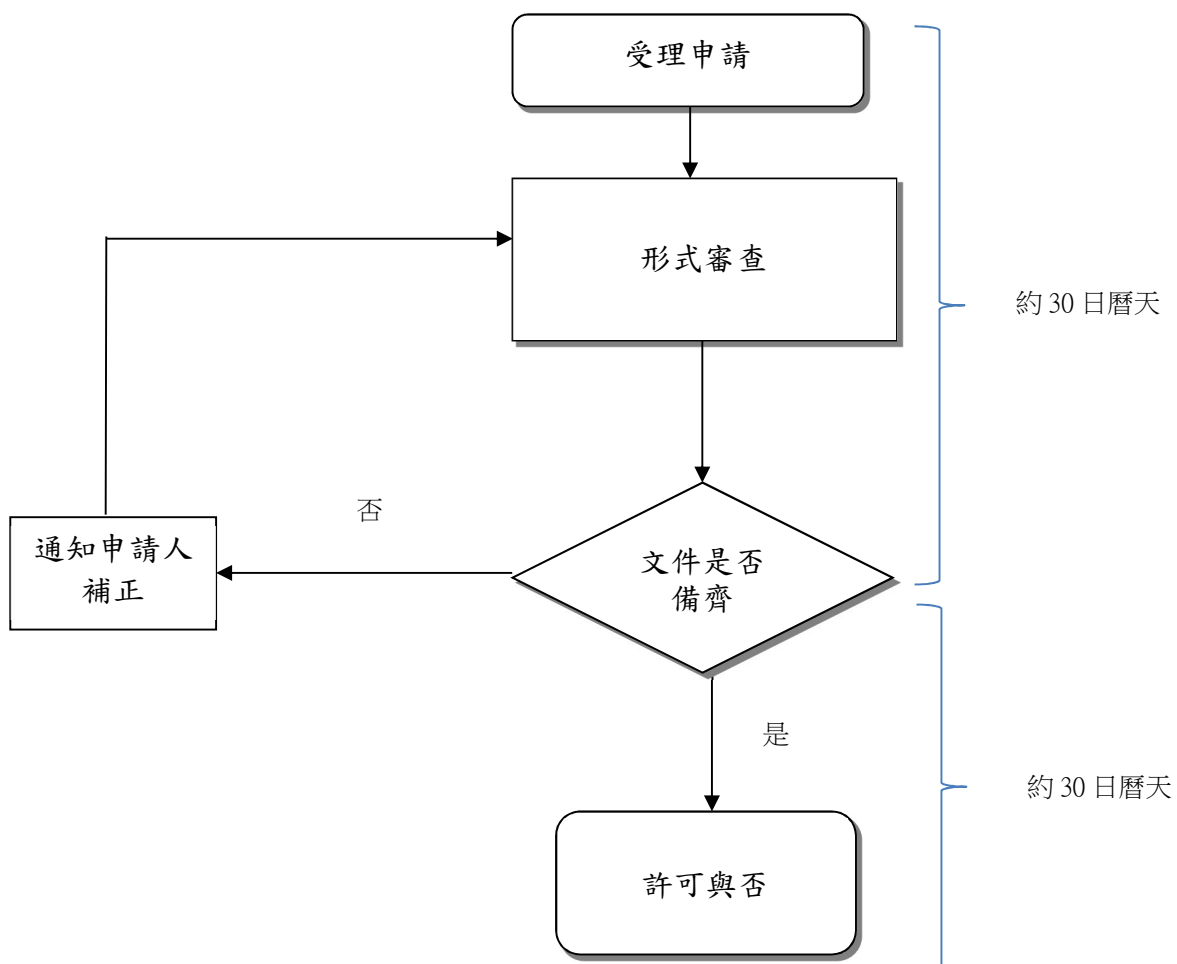 受理申請
形式審查
約 30 日曆天
否
通知申請人
補正
文件是否
備齊
是
約 30 日曆天
許可與否